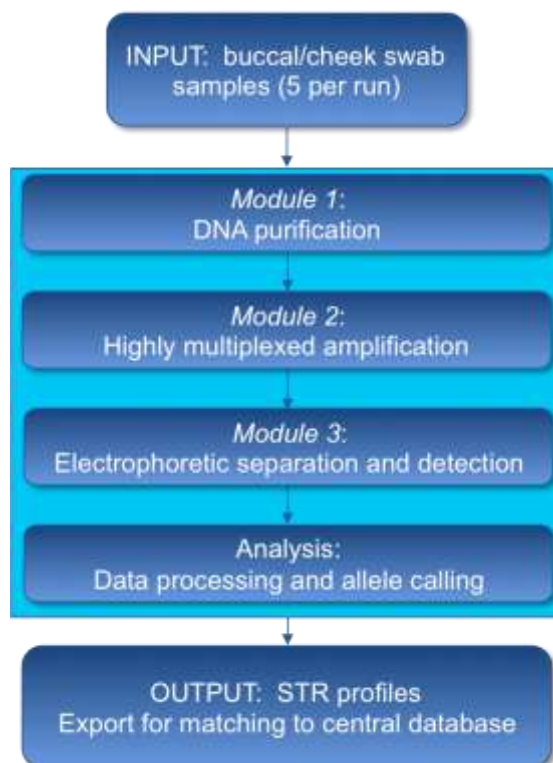 INPUT:  buccal/cheek swab
samples (5 per run)
Module 1:
DNA purification
Module 2:
Highly multiplexed amplification
Module 3:
Electrophoretic separation and detection
Analysis:
Data processing and allele calling
OUTPUT:  STR profiles
Export for matching to central database